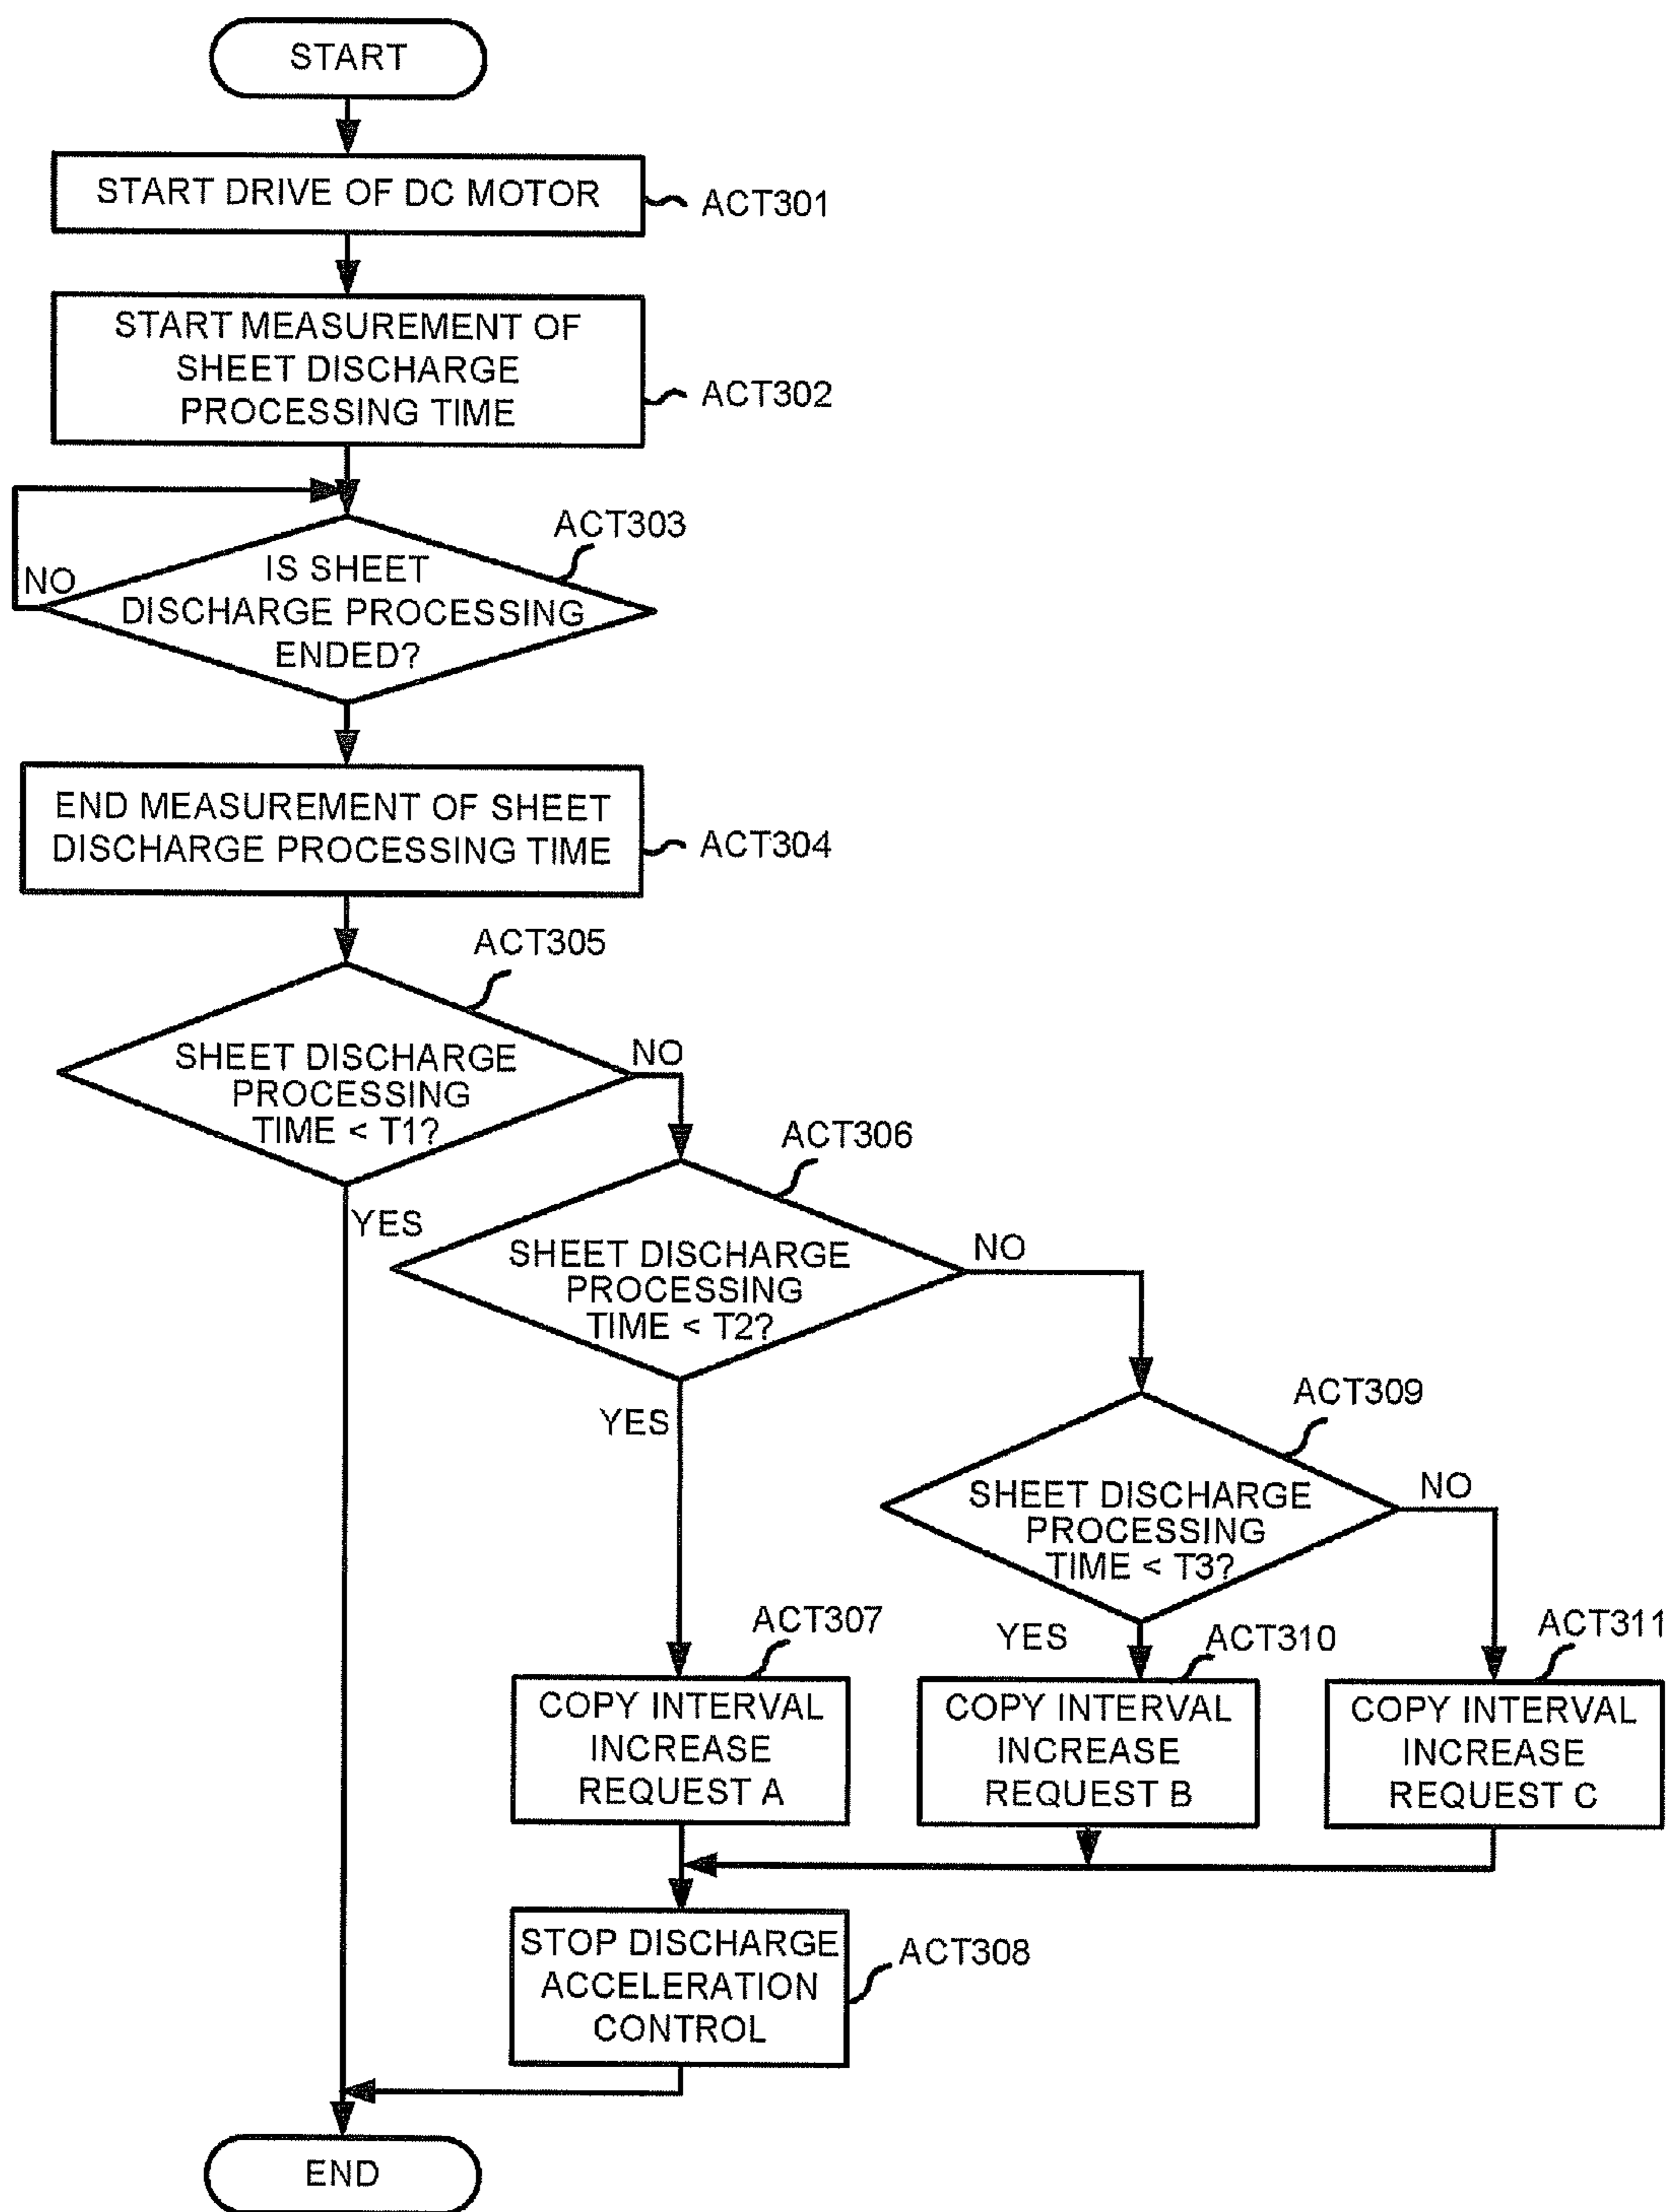 START
START DRIVE OF DC MOTOR
ACT301
START MEASUREMENT OF
SHEET DISCHARGE
PROCESSING TIME
ACT302
ACT303
NO
IS SHEET
DISCHARGE PROCESSING
ENDED?
END MEASUREMENT OF SHEET
DISCHARGE PROCESSING TIME
ACT304
ACT305
SHEET DISCHARGE
PROCESSING
TIME < T1?
NO
YES
ACT306
SHEET DISCHARGE
PROCESSING
TIME < T2?
NO
YES
ACT309
SHEET DISCHARGE
PROCESSING
TIME < T3?
NO
YES
ACT307
COPY INTERVAL
INCREASE
REQUEST A
ACT310
COPY INTERVAL
INCREASE
REQUEST B
ACT311
COPY INTERVAL
INCREASE
REQUEST C
STOP DISCHARGE
ACCELERATION
CONTROL
ACT308
END